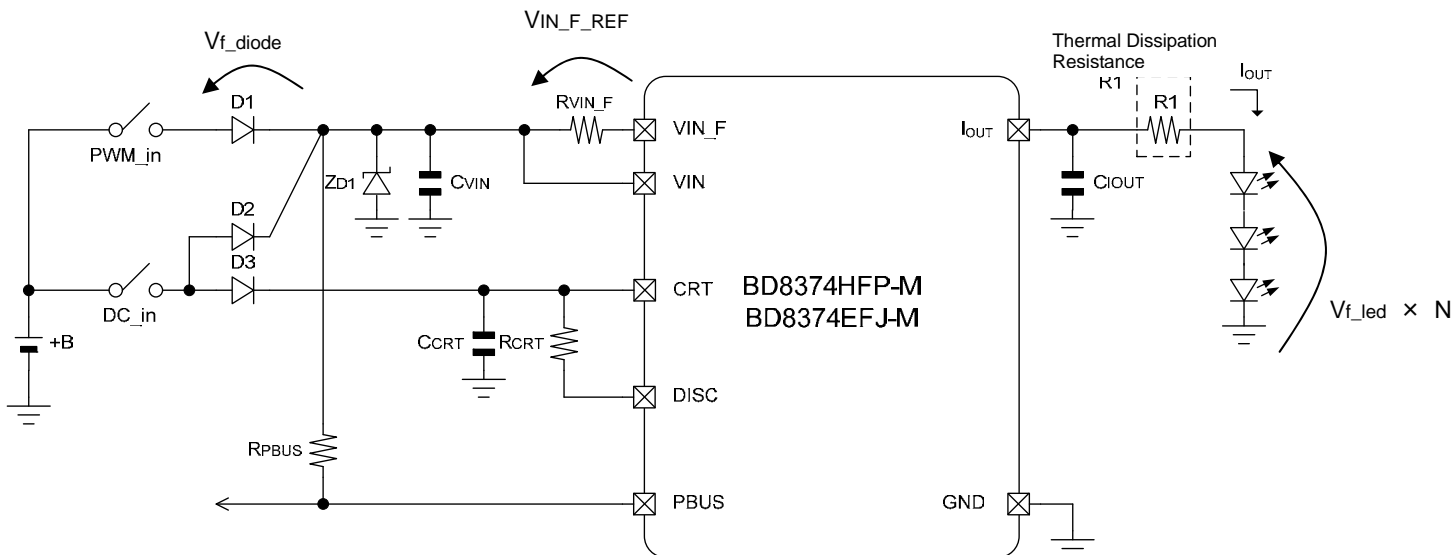 VIN_F_REF
Vf_diode
Thermal Dissipation
Resistance
R1
IOUT
D1
RVIN_F
R1
VIN_F
IOUT
PWM_in
ZD1
CVIN
VIN
CIOUT
D2
D3
CRT
BD8374HFP-M
BD8374EFJ-M
DC_in
Vf_led × N
+B
CCRT
RCRT
DISC
RPBUS
PBUS
GND